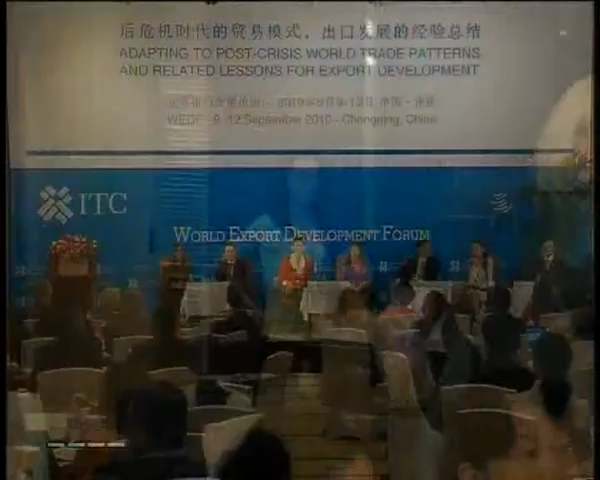 后危机时代的贸易模式，出口发展的经验总结
ADAPTING TO POST-CRISIS WORLD TRADE PATTERNS
AND RELATED LESSONS FOR EXPORT DEVELOPMENT
WEDF 9-12 September 2010 - Chongqing, China
ITC
WORLD EXPORT DEVELOPMENT FORUM